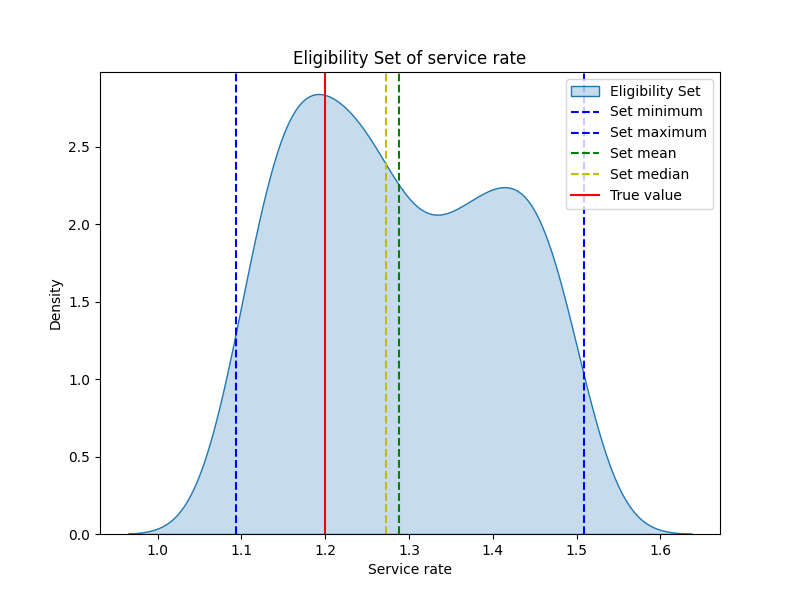 Eligibility Set of service rate
Eligibility Set
Set minimum
Set maximum
Set mean
Set median
True value
Density
2.5
2.0
1.5
1.0
0.5
0.0
1.0 1.1 1.2 1.3 1.4 1.5 1.6
Service rate